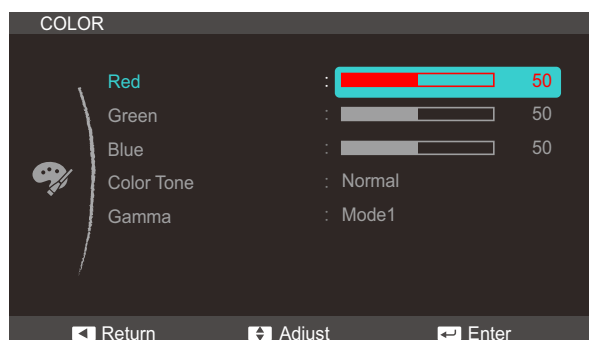 COLOR
Red : 50
Green : 50
Blue : 50
Color Tone : Normal
Gamma : Mode1
Return Adjust Enter